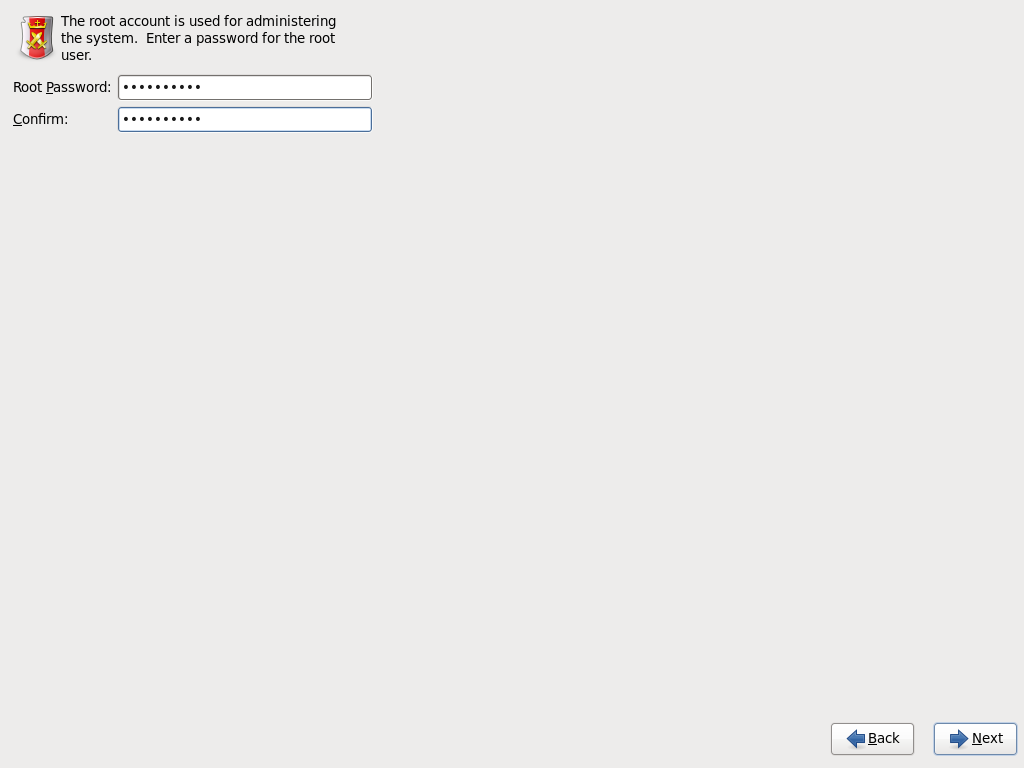 The root account is used for administering
the system.  Enter a password for the root
user.
Root Password: ••••••••••
Confirm: ••••••••••
Back
Next